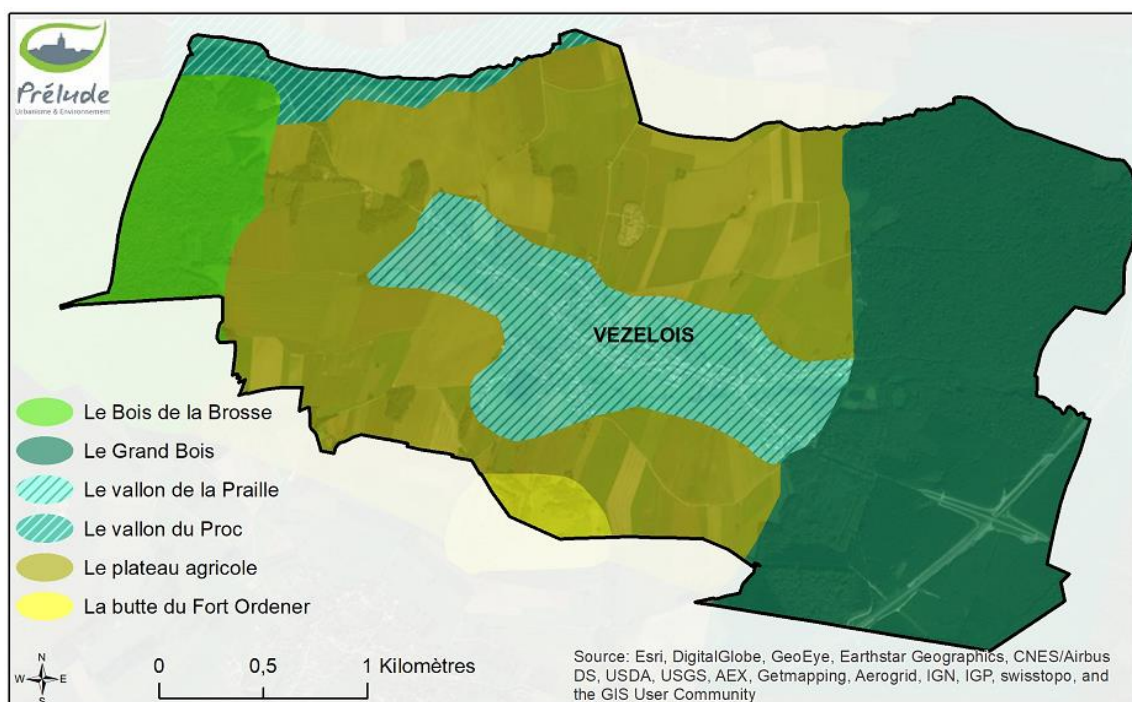 Prélude
Urbanisme & Environnement
VEZELOIS
Le Bois de la Brosse
Le Grand Bois
Le vallon de la Praille
Le vallon du Proc
Le plateau agricole
La butte du Fort Ordener
N
W E
S
0 0,5 1 Kilomètres
Source: Esri, DigitalGlobe, GeoEye, Earthstar Geographics, CNES/Airbus
DS, USDA, USGS, AEX, Getmapping, Aerogrid, IGN, IGP, swisstopo, and
the GIS User Community